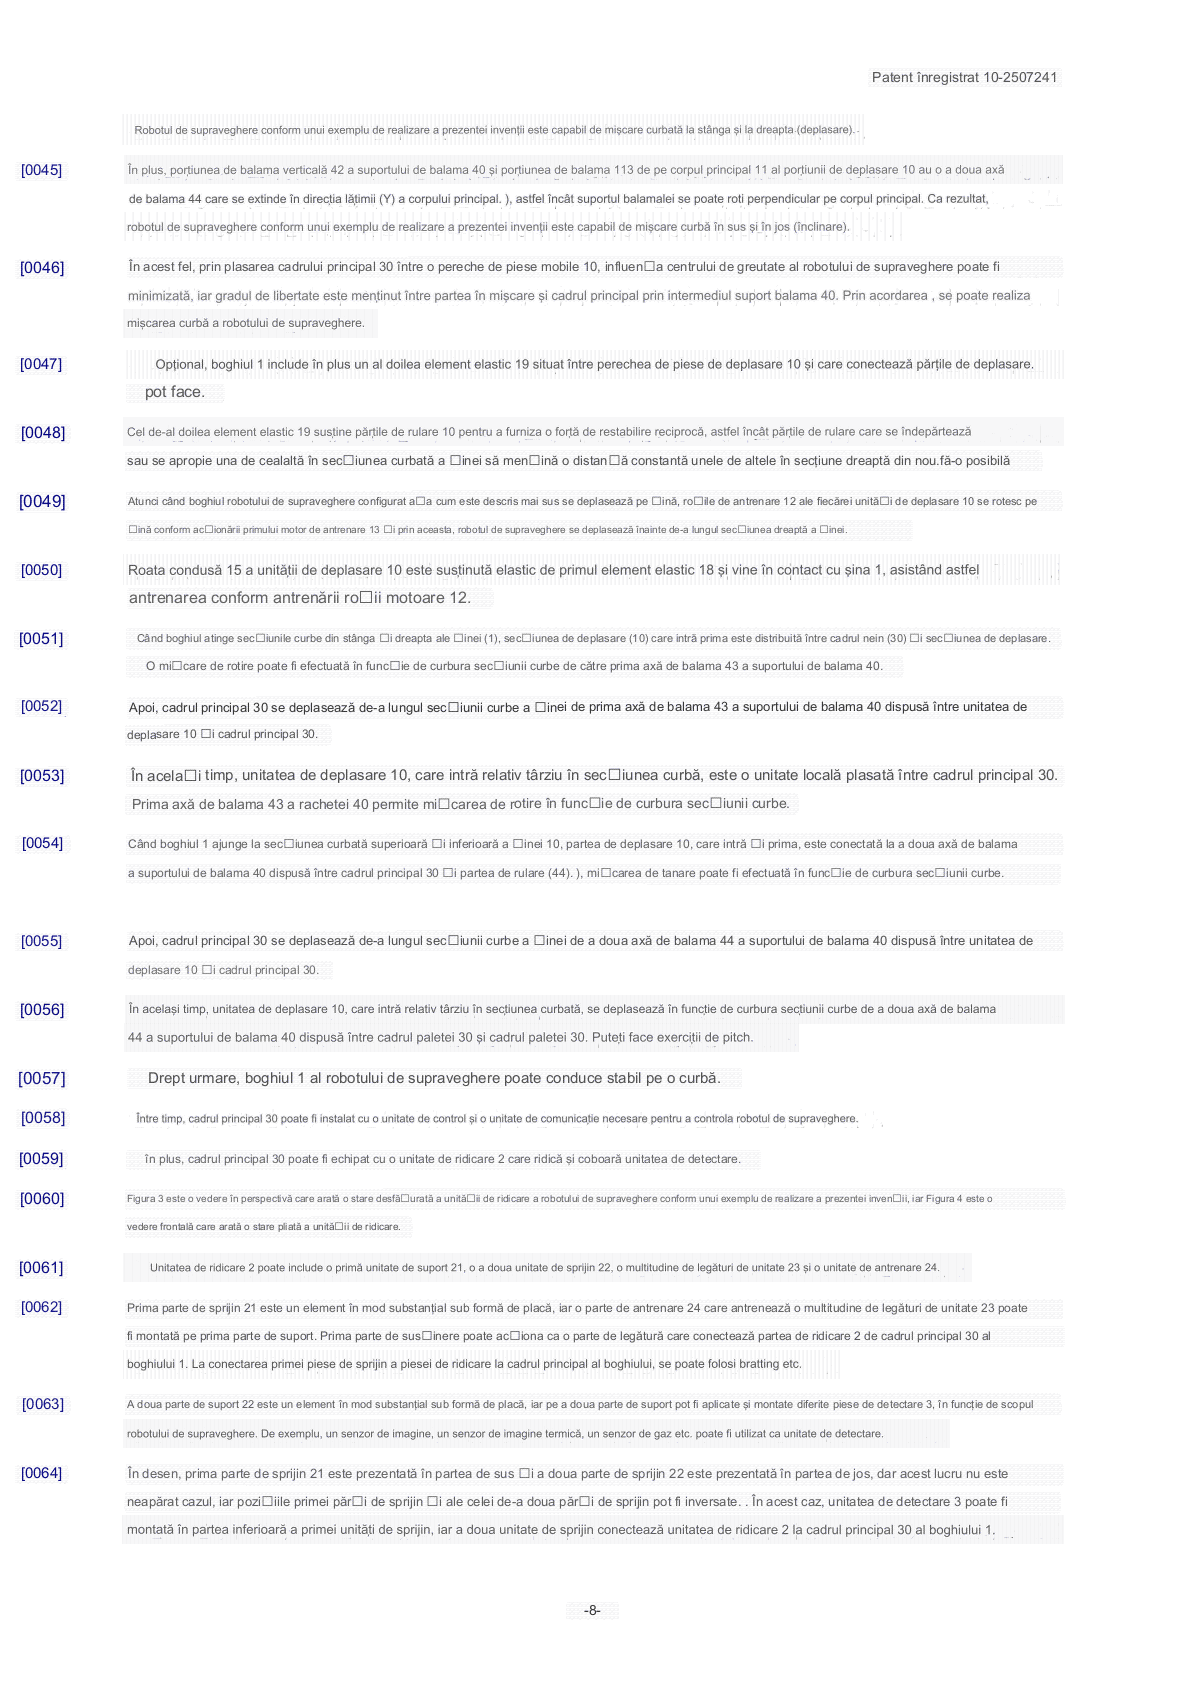 Patent înregistrat 10-2507241
Robotul de supraveghere conform unui exemplu de realizare a prezentei invenții este capabil de mișcare curbată la stânga și la dreapta (deplasare).
[0045] În plus, porțiunea de balama verticală 42 a suportului de balama 40 și porțiunea de balama 113 de pe corpul principal 11 al porțiunii de deplasare 10 au o a doua axă
de balama 44 care se extinde în direcția lățimii (Y) a corpului principal. ), astfel încât suportul balamalei se poate roti perpendicular pe corpul principal. Ca rezultat,
robotul de supraveghere conform unui exemplu de realizare a prezentei invenții este capabil de mișcare curbă în sus și în jos (înclinare).
[0046] În acest fel, prin plasarea cadrului principal 30 între o pereche de piese mobile 10, influen□a centrului de greutate al robotului de supraveghere poate fi
minimizată, iar gradul de libertate este menținut între partea în mișcare și cadrul principal prin intermediul suport balama 40. Prin acordarea , se poate realiza
mișcarea curbă a robotului de supraveghere.
[0047] Opțional, boghiul 1 include în plus un al doilea element elastic 19 situat între perechea de piese de deplasare 10 și care conectează părțile de deplasare.
pot face.
[0048] Cel de-al doilea element elastic 19 susține părțile de rulare 10 pentru a furniza o forță de restabilire reciprocă, astfel încât părțile de rulare care se îndepărtează
sau se apropie una de cealaltă în sec□iunea curbată a □inei să men□ină o distan□ă constantă unele de altele în secțiune dreaptă din nou.fă-o posibilă
[0049] Atunci când boghiul robotului de supraveghere configurat a□a cum este descris mai sus se deplasează pe □ină, ro□ile de antrenare 12 ale fiecărei unită□i de deplasare 10 se rotesc pe
□ină conform ac□ionării primului motor de antrenare 13 □i prin aceasta, robotul de supraveghere se deplasează înainte de-a lungul sec□iunea dreaptă a □inei.
[0050] Roata condusă 15 a unității de deplasare 10 este susținută elastic de primul element elastic 18 și vine în contact cu șina 1, asistând astfel
antrenarea conform antrenării ro□ii motoare 12.
[0051] Când boghiul atinge sec□iunile curbe din stânga □i dreapta ale □inei (1), sec□iunea de deplasare (10) care intră prima este distribuită între cadrul nein (30) □i sec□iunea de deplasare.
O mi□care de rotire poate fi efectuată în func□ie de curbura sec□iunii curbe de către prima axă de balama 43 a suportului de balama 40.
[0052] Apoi, cadrul principal 30 se deplasează de-a lungul sec□iunii curbe a □inei de prima axă de balama 43 a suportului de balama 40 dispusă între unitatea de
deplasare 10 □i cadrul principal 30.
[0053] În acela□i timp, unitatea de deplasare 10, care intră relativ târziu în sec□iunea curbă, este o unitate locală plasată între cadrul principal 30.
Prima axă de balama 43 a rachetei 40 permite mi□carea de rotire în func□ie de curbura sec□iunii curbe.
[0054] Când boghiul 1 ajunge la sec□iunea curbată superioară □i inferioară a □inei 10, partea de deplasare 10, care intră □i prima, este conectată la a doua axă de balama
a suportului de balama 40 dispusă între cadrul principal 30 □i partea de rulare (44). ), mi□carea de tanare poate fi efectuată în func□ie de curbura sec□iunii curbe.
[0055] Apoi, cadrul principal 30 se deplasează de-a lungul sec□iunii curbe a □inei de a doua axă de balama 44 a suportului de balama 40 dispusă între unitatea de
deplasare 10 □i cadrul principal 30.
[0056] În același timp, unitatea de deplasare 10, care intră relativ târziu în secțiunea curbată, se deplasează în funcție de curbura secțiunii curbe de a doua axă de balama
44 a suportului de balama 40 dispusă între cadrul paletei 30 și cadrul paletei 30. Puteți face exerciții de pitch.
[0057] Drept urmare, boghiul 1 al robotului de supraveghere poate conduce stabil pe o curbă.
[0058] Între timp, cadrul principal 30 poate fi instalat cu o unitate de control și o unitate de comunicație necesare pentru a controla robotul de supraveghere.
[0059] în plus, cadrul principal 30 poate fi echipat cu o unitate de ridicare 2 care ridică și coboară unitatea de detectare.
[0060] Figura 3 este o vedere în perspectivă care arată o stare desfă□urată a unită□ii de ridicare a robotului de supraveghere conform unui exemplu de realizare a prezentei inven□ii, iar Figura 4 este o
vedere frontală care arată o stare pliată a unită□ii de ridicare.
[0061] Unitatea de ridicare 2 poate include o primă unitate de suport 21, o a doua unitate de sprijin 22, o multitudine de legături de unitate 23 și o unitate de antrenare 24.
[0062] Prima parte de sprijin 21 este un element în mod substanțial sub formă de placă, iar o parte de antrenare 24 care antrenează o multitudine de legături de unitate 23 poate
fi montată pe prima parte de suport. Prima parte de sus□inere poate ac□iona ca o parte de legătură care conectează partea de ridicare 2 de cadrul principal 30 al
boghiului 1. La conectarea primei piese de sprijin a piesei de ridicare la cadrul principal al boghiului, se poate folosi bratting etc.
[0063] A doua parte de suport 22 este un element în mod substanțial sub formă de placă, iar pe a doua parte de suport pot fi aplicate și montate diferite piese de detectare 3, în funcție de scopul
robotului de supraveghere. De exemplu, un senzor de imagine, un senzor de imagine termică, un senzor de gaz etc. poate fi utilizat ca unitate de detectare.
[0064] În desen, prima parte de sprijin 21 este prezentată în partea de sus □i a doua parte de sprijin 22 este prezentată în partea de jos, dar acest lucru nu este
neapărat cazul, iar pozi□iile primei păr□i de sprijin □i ale celei de-a doua păr□i de sprijin pot fi inversate. . În acest caz, unitatea de detectare 3 poate fi
montată în partea inferioară a primei unități de sprijin, iar a doua unitate de sprijin conectează unitatea de ridicare 2 la cadrul principal 30 al boghiului 1.
-8-